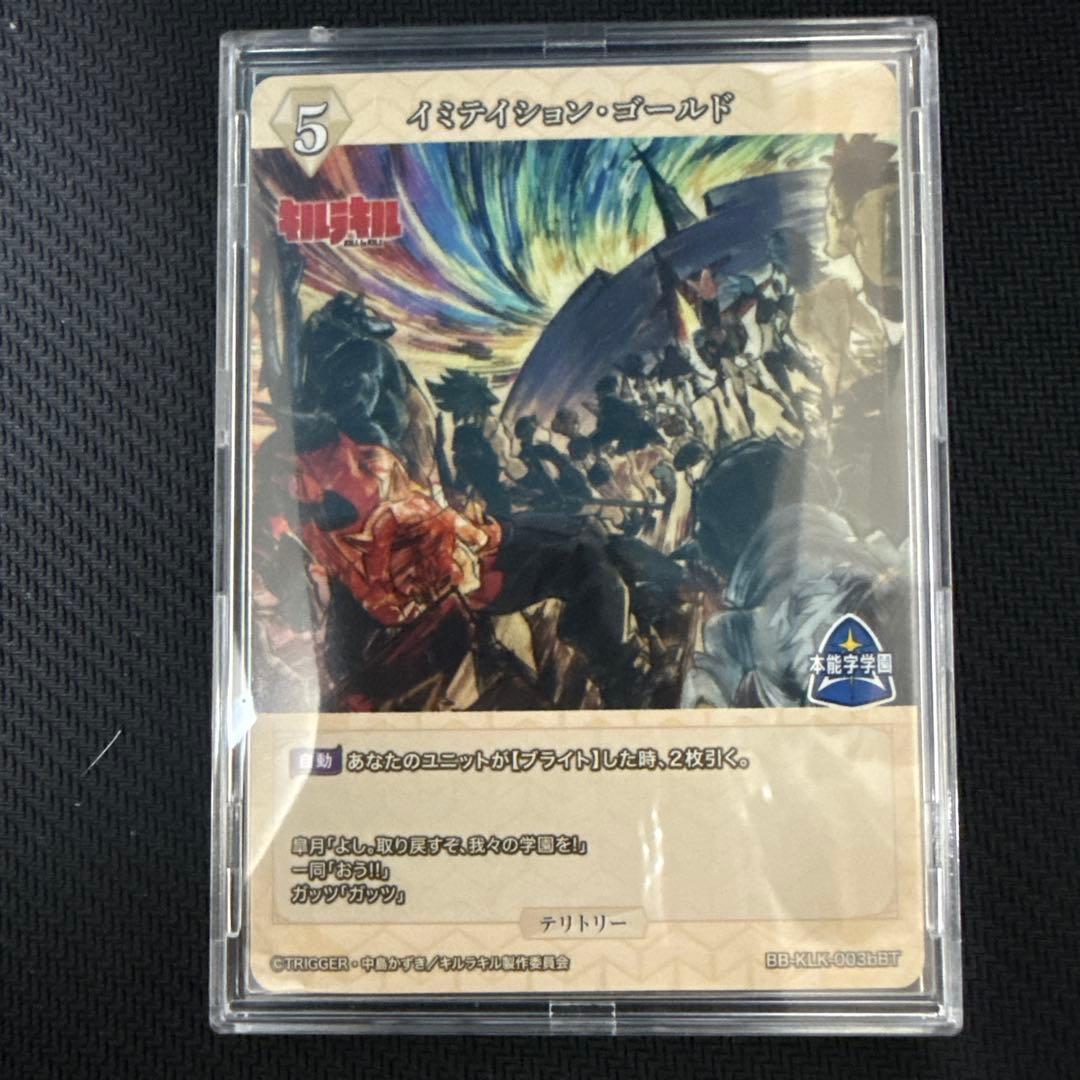 5
イミテイション・ゴールド
キルラキル
KILL la KILL
本能字学園
自動 あなたのユニットが【ブライト】した時、2枚引く。
皐月「よし。取り戻すぞ、我々の学園を!」
一同「おう!!」
ガッツ「ガッツ」
テリトリー
©TRIGGER・中島かずき／キルラキル製作委員会
BB-KLK-003bBT